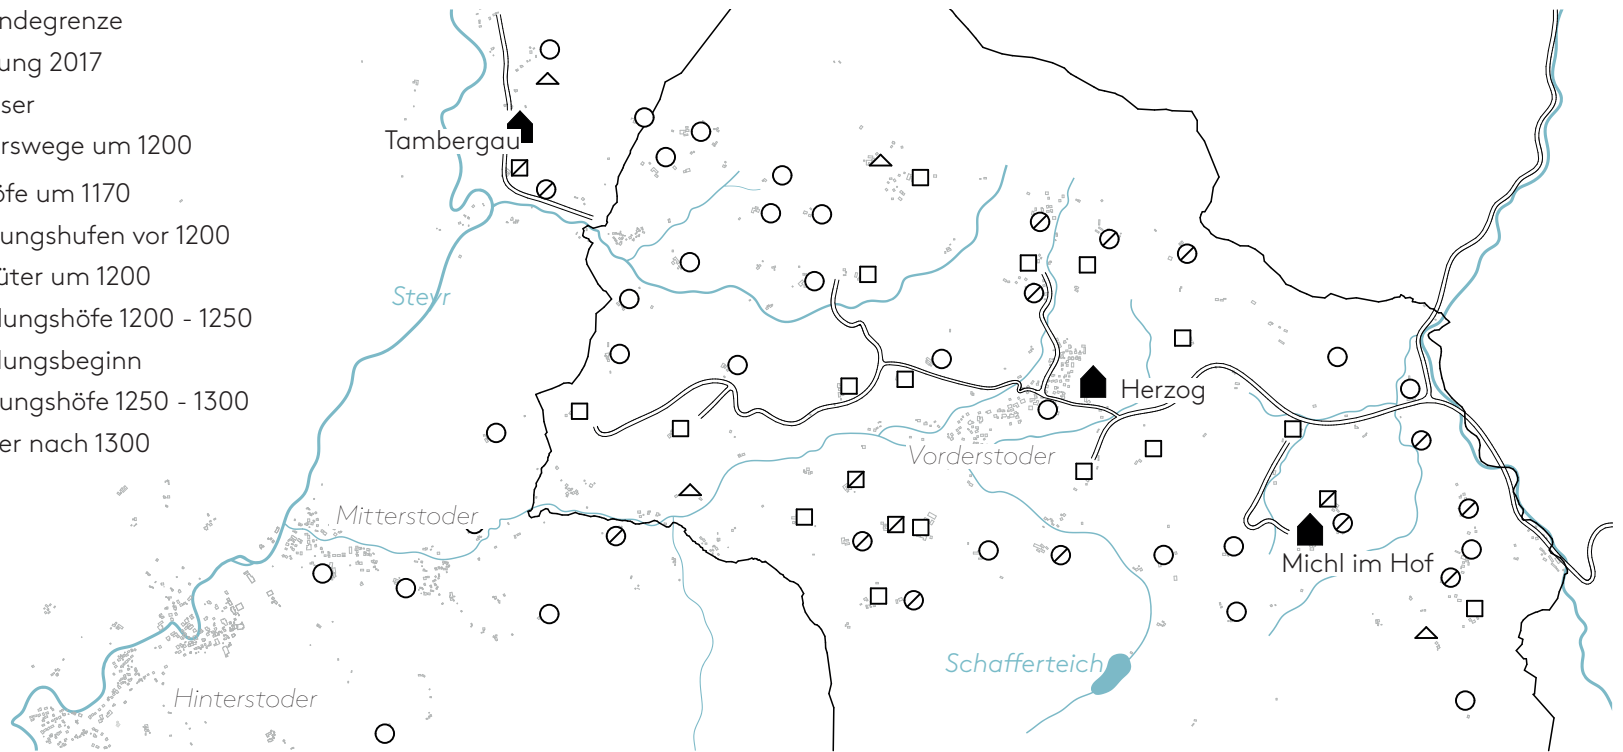 ndegrenze
ung 2017
ser
rswege um 1200
öfe um 1170
ungshufen vor 1200
üter um 1200
lungshöfe 1200 - 1250
lungsbeginn
ungshöfe 1250 - 1300
er nach 1300
Tambergau
Steyr
Herzog
Vorderstoder
Mitterstoder
Michl im Hof
Schafferteich
Hinterstoder